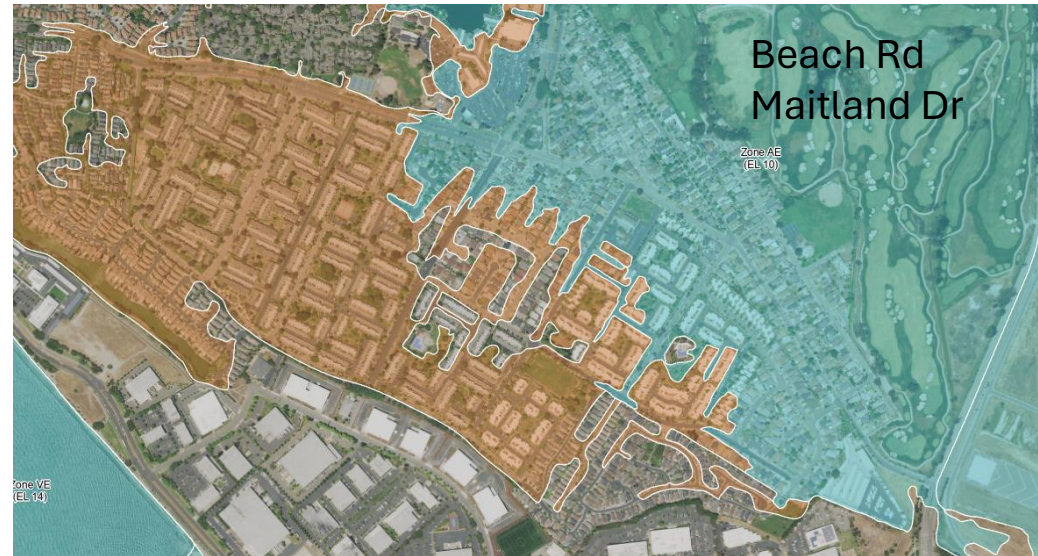 Beach Rd
Maitland Dr
Zone AE
(EL 10)
Zone VE
(EL 14)